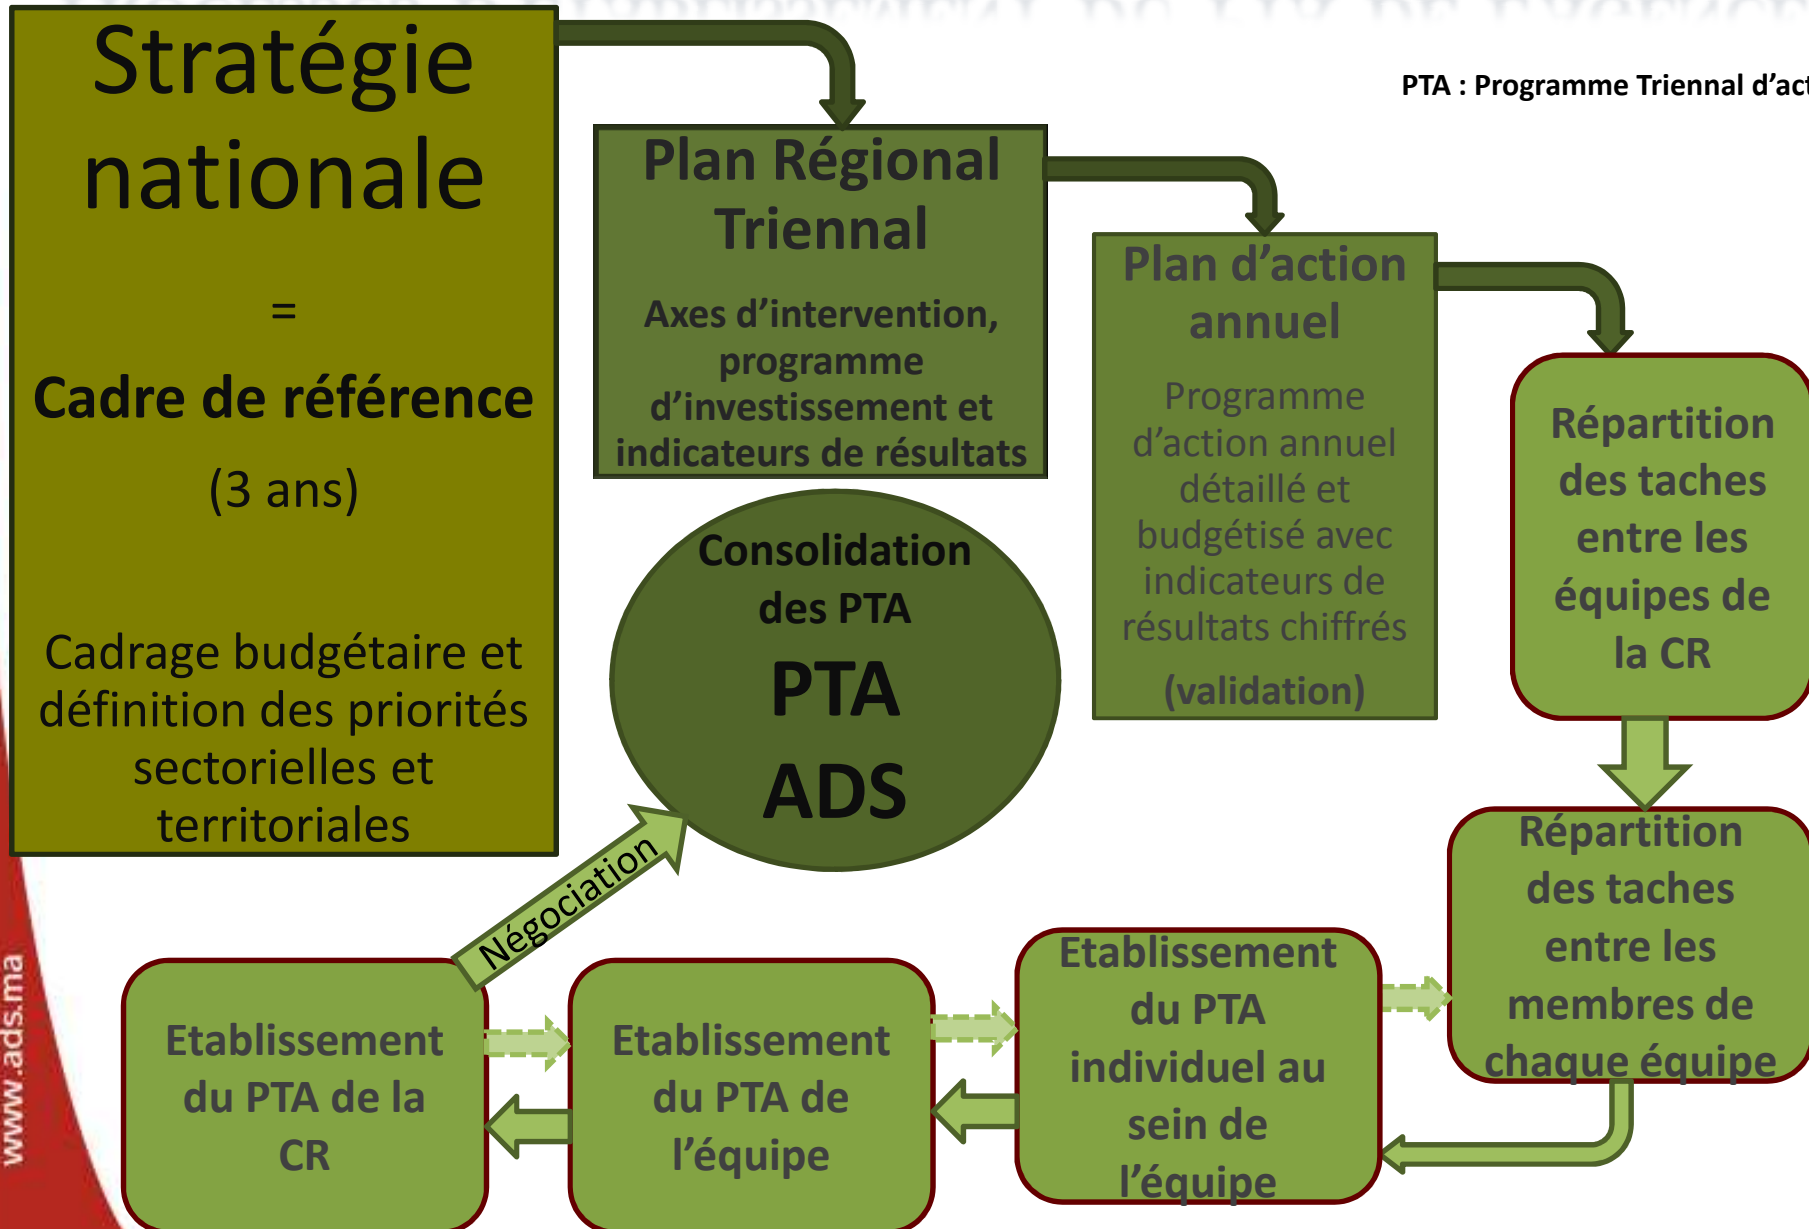 PTA : Programme Triennal d’act
Stratégie
nationale
=
Cadre de référence
(3 ans)
Cadrage budgétaire et
définition des priorités
sectorielles et
territoriales
Plan Régional
Triennal
Axes d’intervention,
programme
d’investissement et
indicateurs de résultats
Plan d’action
annuel
Programme
d’action annuel
détaillé et
budgétisé avec
indicateurs de
résultats chiffrés
(validation)
Répartition
des taches
entre les
équipes de
la CR
Répartition
des taches
entre les
membres de
chaque équipe
Etablissement
du PTA
individuel au
sein de
l’équipe
Etablissement
du PTA de
l’équipe
Etablissement
du PTA de la
CR
Négociation
Consolidation
des PTA
PTA
ADS
www.ads.ma